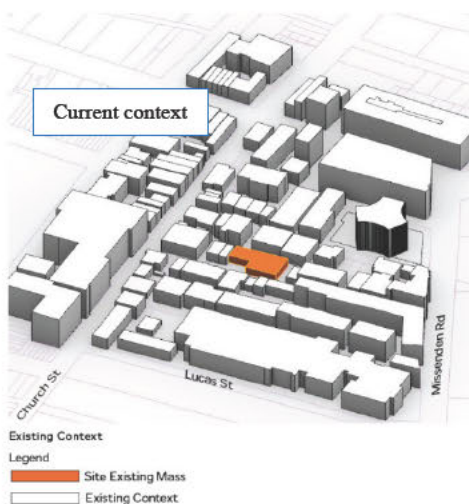 Current context
Church St
Lucas St
Missenden Rd
Existing Context
Legend
Site Existing Mass
Existing Context